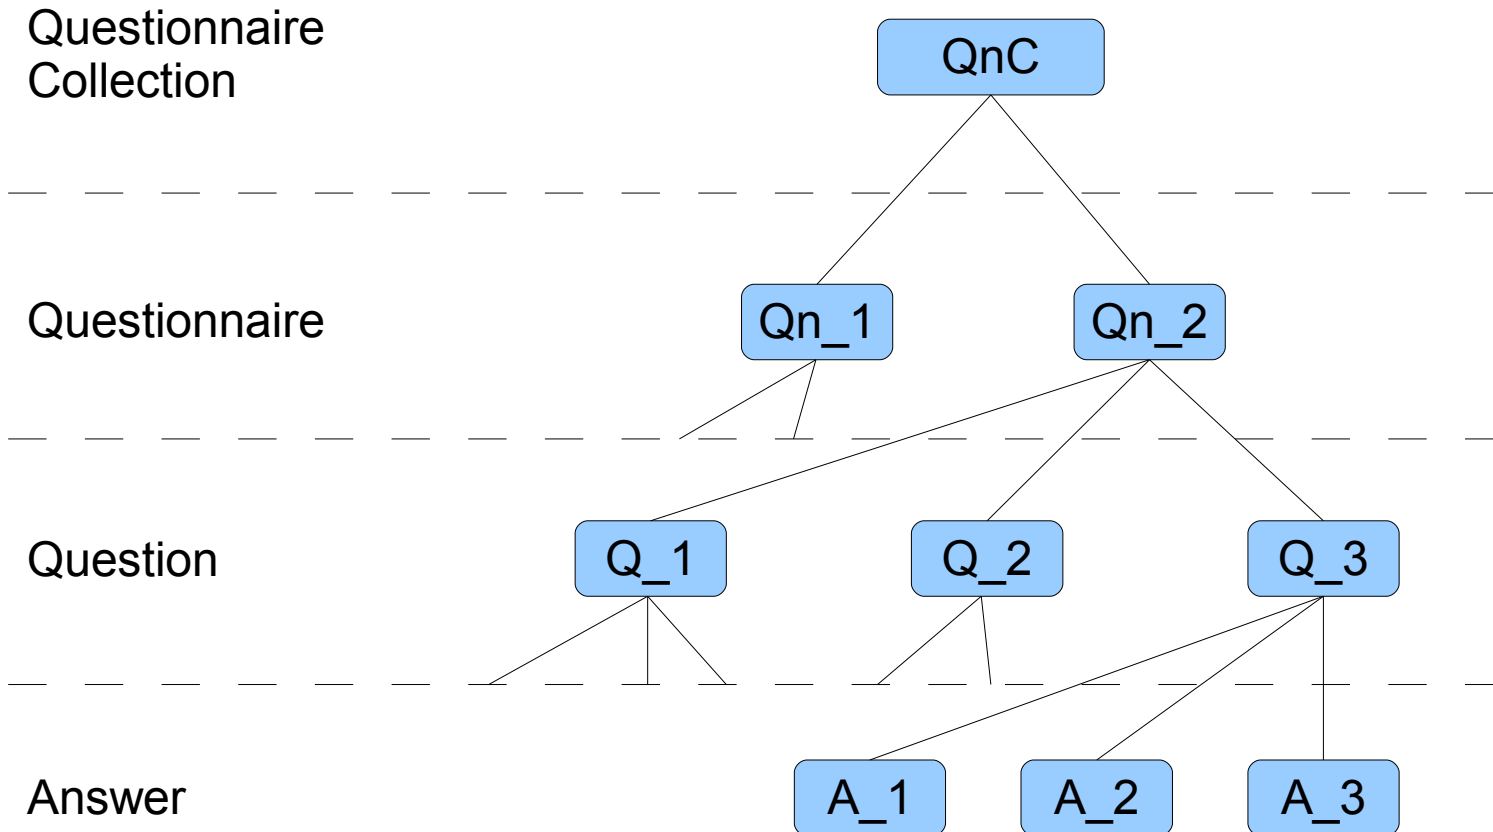 Questionnaire
Collection
QnC
Questionnaire
Qn_1
Qn_2
Question
Q_1
Q_2
Q_3
Answer
A_1
A_2
A_3